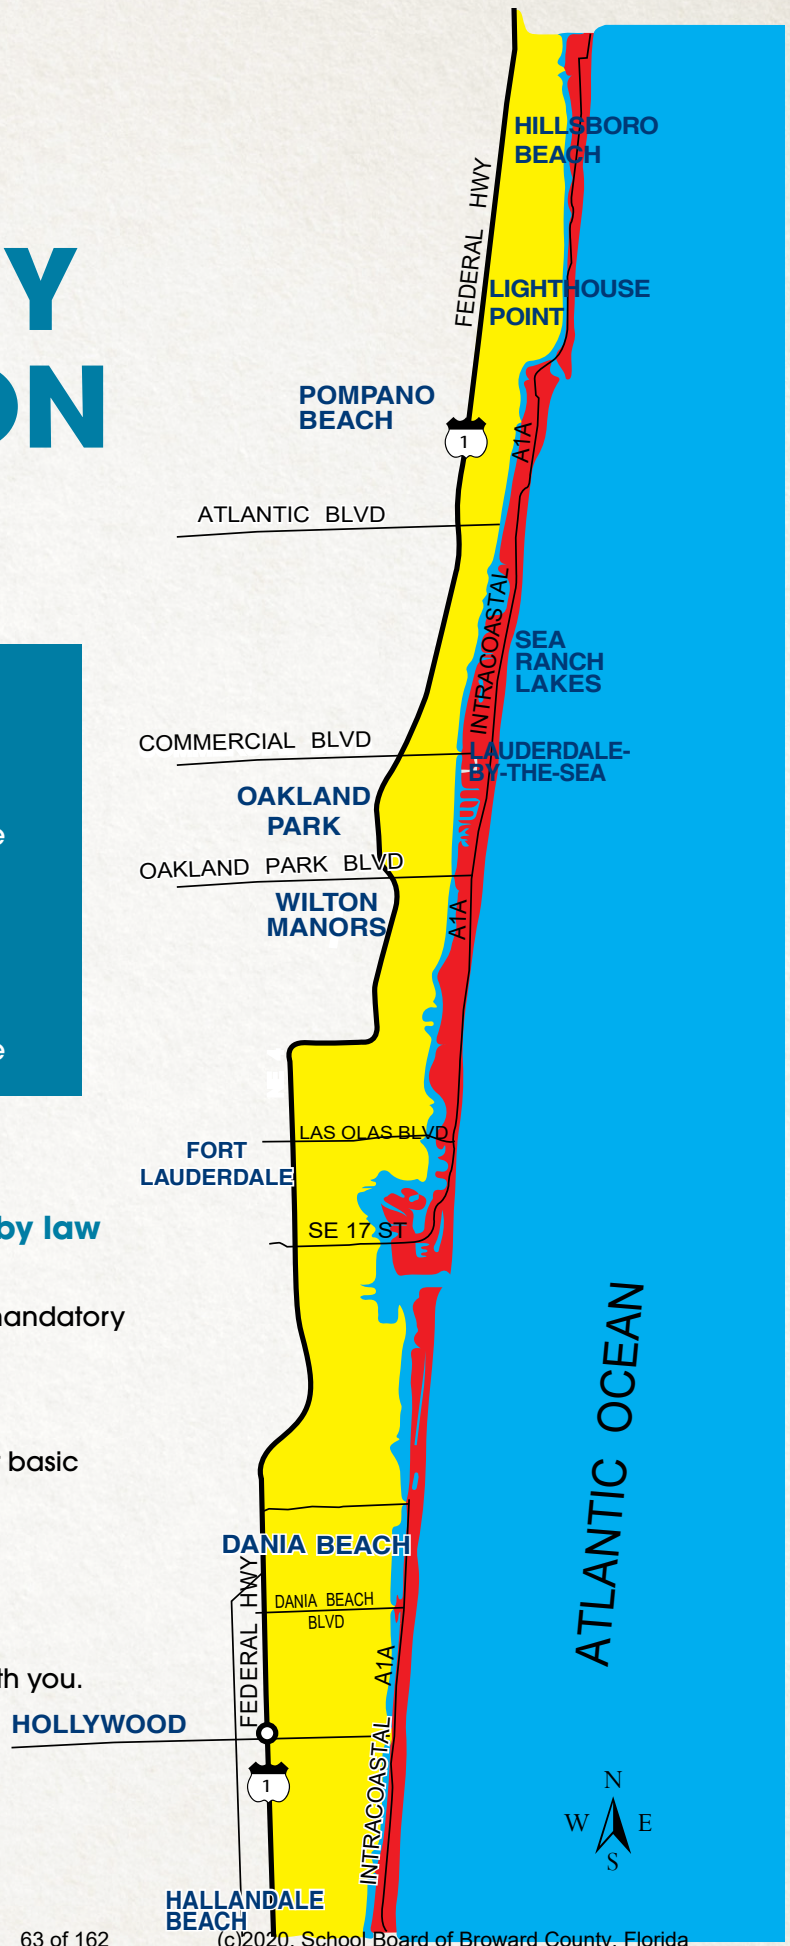 HILLSBORO
BEACH
FEDERAL HWY
Y
LIGHTHOUSE
POINT
ON
POMPANO
BEACH
1
A1A
ATLANTIC BLVD
INTRACOASTAL
SEA
RANCH
LAKES
COMMERCIAL BLVD
LAUDERDALE-
BY-THE-SEA
OAKLAND
PARK
e
OAKLAND PARK BLVD
WILTON
MANORS
A1A
e
LAS OLAS BLVD
FORT
LAUDERDALE
by law
SE 17 ST
mandatory
ATLANTIC OCEAN
basic
DANIA BEACH
FEDERAL HWY
DANIA BEACH
BLVD
A1A
th you.
HOLLYWOOD
INTRACOASTAL
1
N
W E
S
HALLANDALE
BEACH
63 of 162
(c)2020, School Board of Broward County, Florida